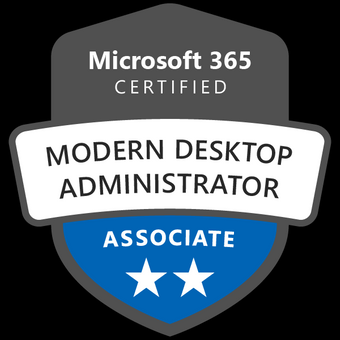 Microsoft 365
CERTIFIED
MODERN DESKTOP
ADMINISTRATOR
ASSOCIATE